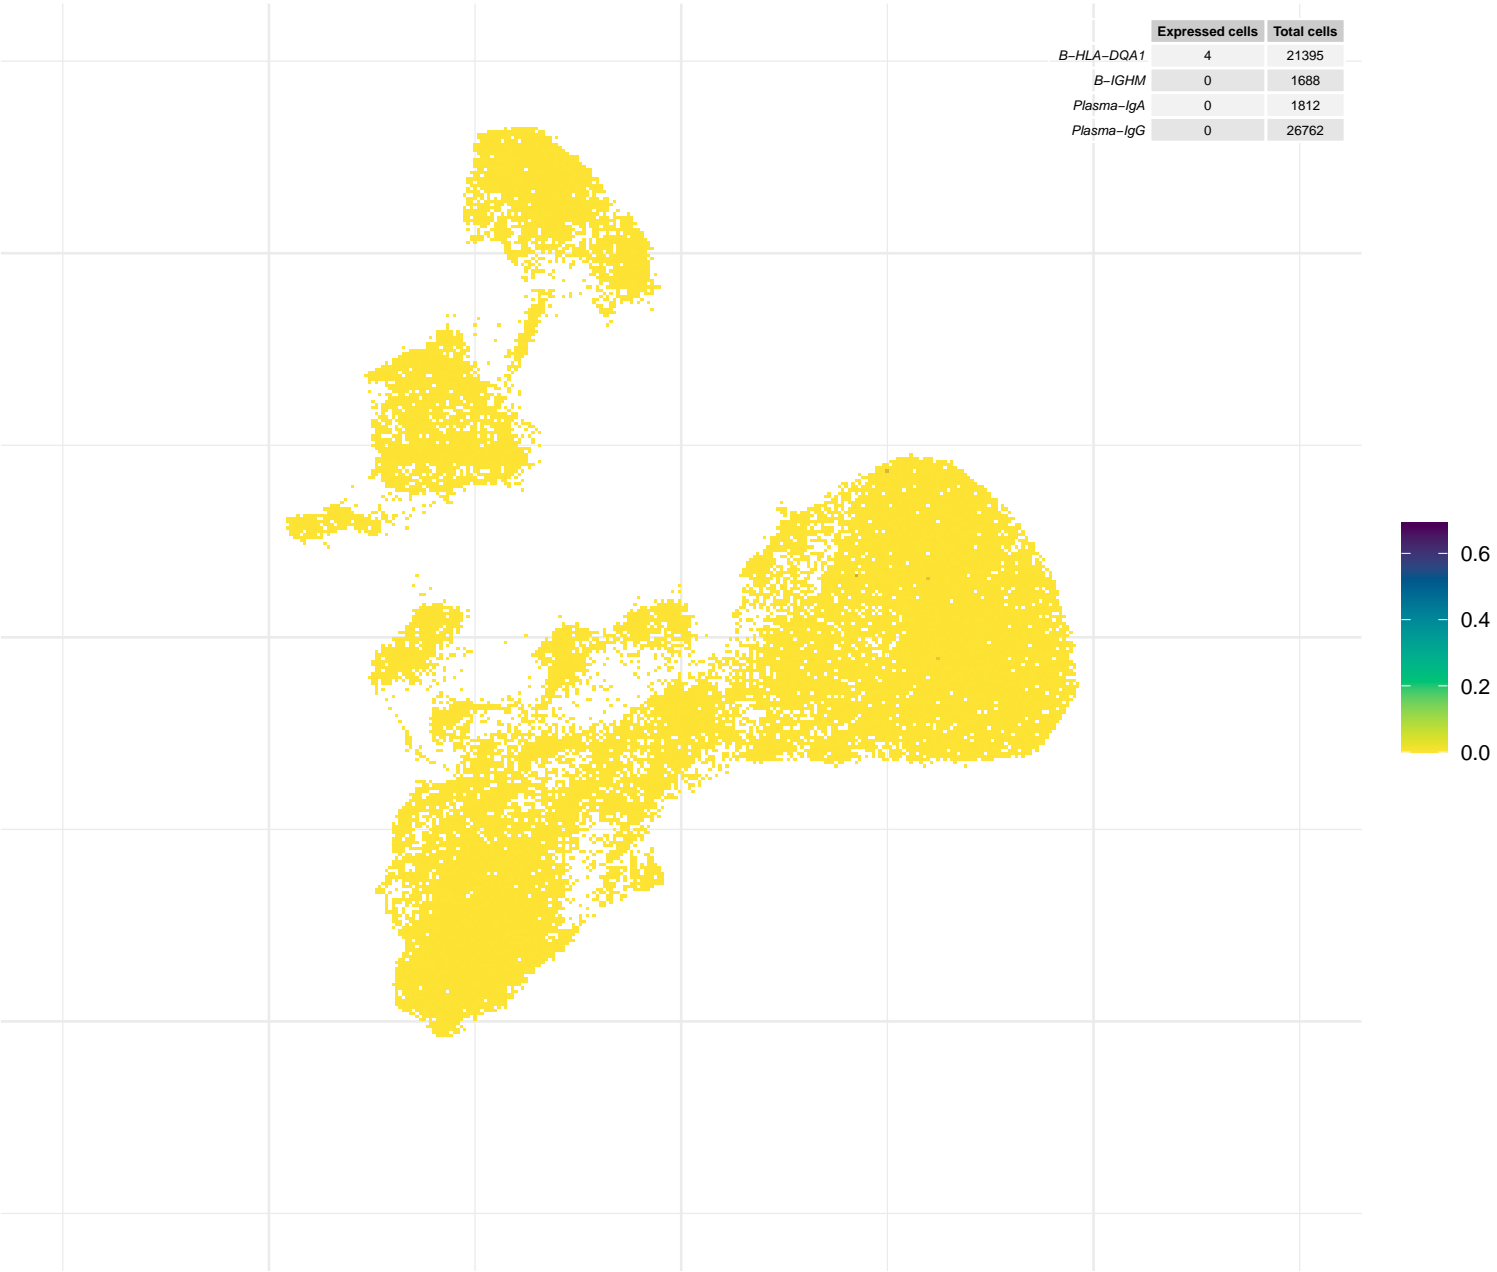 Expressed cells Total cells
B−HLA−DQA1 4 21395
B−IGHM 0 1688
Plasma−IgA 0 1812
Plasma−IgG 0 26762
0.6
0.4
0.2
0.0